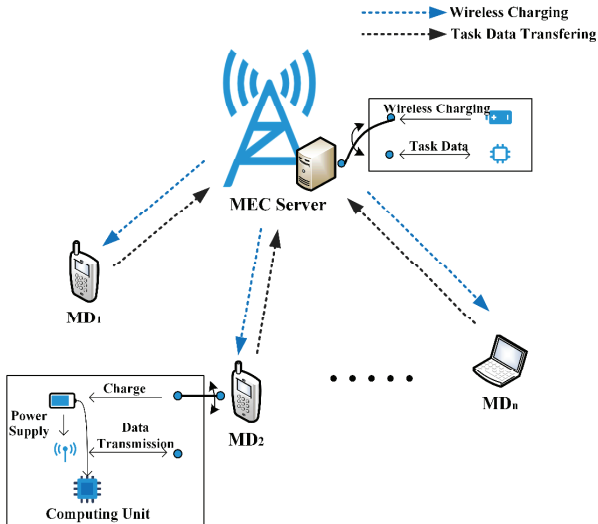 Wireless Charging
Task Data Transfering
Wireless Charging
Task Data
MEC Server
MD1
MD2
MDn
Charge
Power
Supply
Data
Transmission
Computing Unit